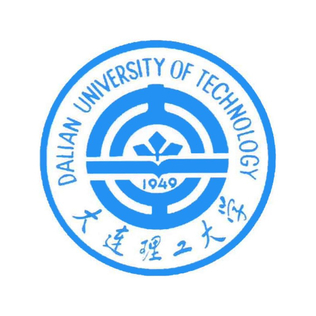 DALIAN UNIVERSITY OF TECHNOLOGY
1949
大连理工大学